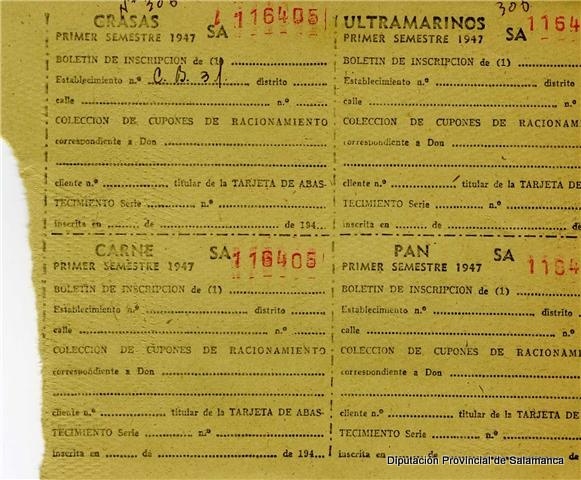 Nº 306
GRASAS
PRIMER SEMESTRE 1947 SA 116405
BOLETIN DE INSCRIPCION de (1)
Establecimiento n.º C. B. 31. distrito
calle n.º
COLECCION DE CUPONES DE RACIONAMIENTO
correspondiente a Don
cliente n.º titular de la TARJETA DE ABAS-
TECIMIENTO Serie n.º
inscrita en de de 194...
306
ULTRAMARINOS
PRIMER SEMESTRE 1947 SA 1164
BOLETIN DE INSCRIPCION de (1)
Establecimiento n.º distrito
calle n.º
COLECCION DE CUPONES DE RACIONAM
correspondiente a Don
cliente n.º titular de la TARJETA DE
TECIMIENTO Serie n.º
inscrita en de de
CARNE
PRIMER SEMESTRE 1947 SA 116405
BOLETIN DE INSCRIPCION de (1)
Establecimiento n.º distrito
calle n.º
COLECCION DE CUPONES DE RACIONAMIENTO
correspondiente a Don
cliente n.º titular de la TARJETA DE ABAS-
TECIMIENTO Serie n.º
inscrita en de de 194...
PAN
PRIMER SEMESTRE 1947 SA 1164
BOLETIN DE INSCRIPCION de (1)
Establecimiento n.º distrito
calle n.º
COLECCION DE CUPONES DE RACIONAMI
correspondiente a Don
cliente n.º titular de la TARJETA DE
TECIMIENTO Serie n.º
inscrita en de de
Diputación Provincial de Salamanca